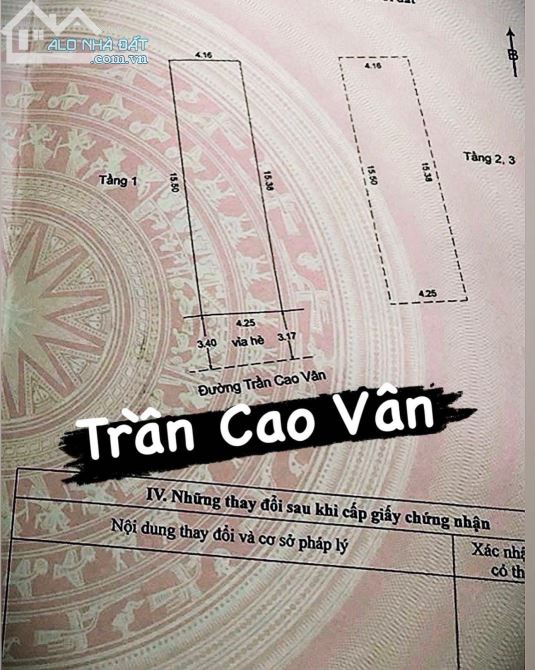 ALO NHÀ ĐẤT
.com.vn
4.16
4.16
B
Tầng 1
15.50
15.38
15.50
15.38
Tầng 2, 3
4.25
4.25
3.40
vỉa hè
3.17
Đường Trần Cao Vân
Trần Cao Vân
IV. Những thay đổi sau khi cấp giấy chứng nhận
Nội dung thay đổi và cơ sở pháp lý
Xác nhậ
có th